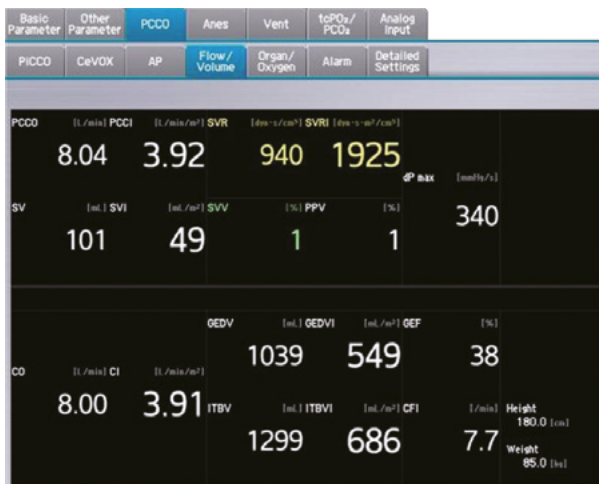 Basic Parameter
Other Parameter
PCCO
Anes
Vent
tcPO₂/ PCO₂
Analog Input
PiCCO
CeVOX
AP
Flow/ Volume
Organ/ Oxygen
Alarm
Detailed Settings
PCCO [L/min] PCCI [L/min/m²] SVR [dyn·s/cm⁵] SVRI [dyn·s·m²/cm⁵]
8.04 3.92 940 1925
dP max [mmHg/s]
340
SV [mL] SVI [mL/m²] SVV [%] PPV [%]
101 49 1 1
GEDV [mL] GEDVI [mL/m²] GEF [%]
1039 549 38
CO [L/min] CI [L/min/m²]
8.00 3.91
ITBV [mL] ITBVI [mL/m²] CFI [/min]
1299 686 7.7
Height
180.0 [cm]
Weight
85.0 [kg]